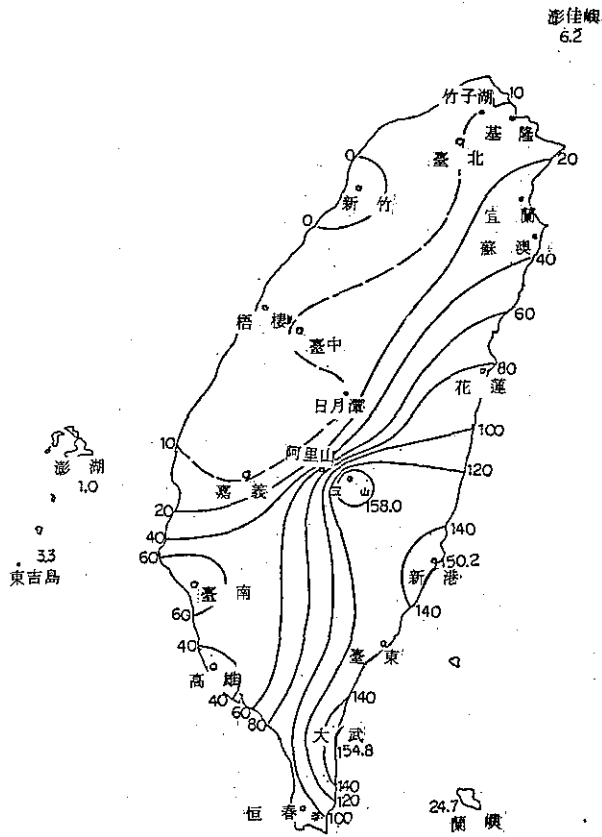 澎佳嶼
6.2
竹子湖
10
基隆
臺北
20
0
新竹
0
宜蘭
蘇澳
40
60
梧棲
臺中
80
花蓮
日月潭
100
阿里山
120
10
澎湖
1.0
嘉義
玉山
158.0
20
40
140
60
150.2
3.3
東吉島
新港
臺南
140
60
40
臺東
高雄
40
60
80
140
大武
154.8
140
120
恒春
100
24.7
蘭嶼